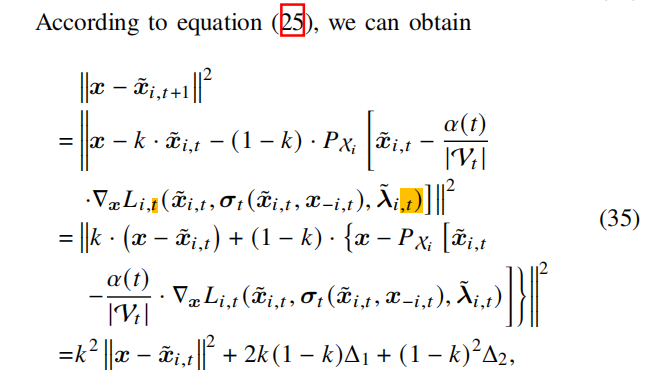 According to equation (25), we can obtain
‖x − x̃_{i,t+1}‖²
= ‖x − k · x̃_{i,t} − (1 − k) · P_{X_i} [x̃_{i,t} − α(t)/|𝒱_t|
·∇_x L_{i,t}(x̃_{i,t}, σ_t(x̃_{i,t}, x_{−i,t}), λ̃_{i,t})]‖²
(35)
= ‖k · (x − x̃_{i,t}) + (1 − k) · {x − P_{X_i} [x̃_{i,t}
− α(t)/|𝒱_t| · ∇_x L_{i,t}(x̃_{i,t}, σ_t(x̃_{i,t}, x_{−i,t}), λ̃_{i,t})]}‖²
=k² ‖x − x̃_{i,t}‖² + 2k(1 − k)Δ₁ + (1 − k)²Δ₂,